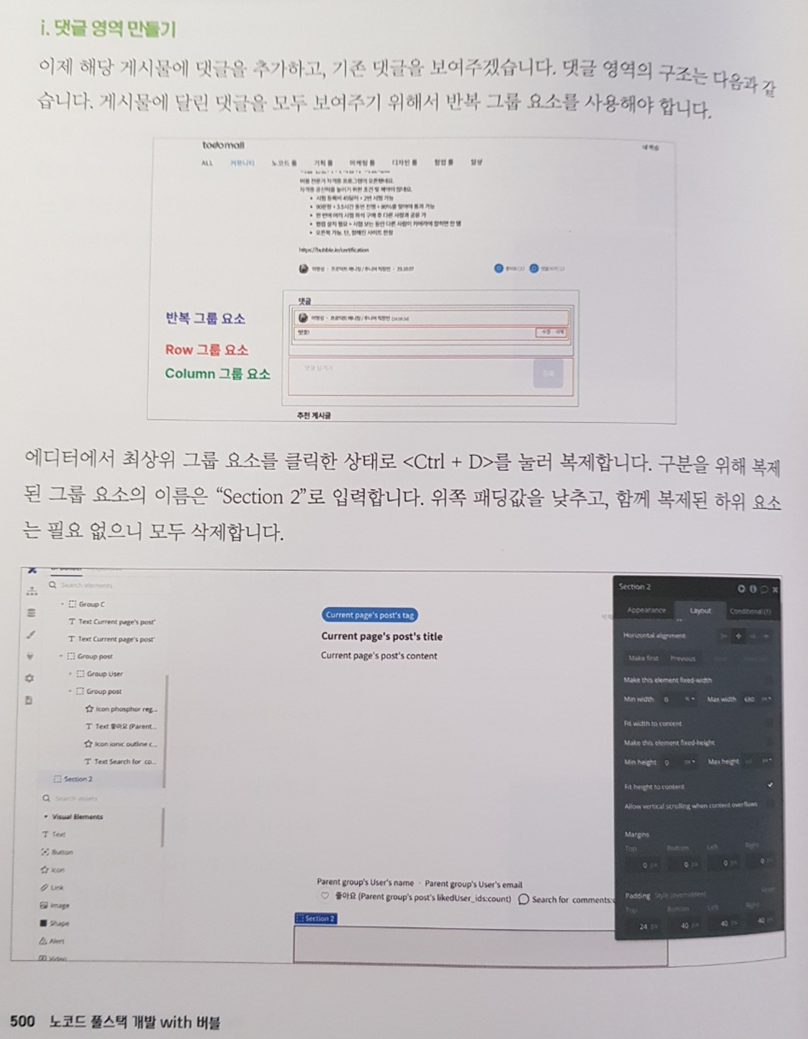 i. 댓글 영역 만들기
이제 해당 게시물에 댓글을 추가하고, 기존 댓글을 보여주겠습니다. 댓글 영역의 구조는 다음과 같
습니다. 게시물에 달린 댓글을 모두 보여주기 위해서 반복 그룹 요소를 사용해야 합니다.
todomall
ALL 커뮤니티 노코드 툴 기획 툴 마케팅 툴 디자인 툴 협업 툴 일상
https://bubble.io/certification
댓글
반복 그룹 요소
Row 그룹 요소
Column 그룹 요소
추천 게시글
에디터에서 최상위 그룹 요소를 클릭한 상태로 <Ctrl + D>를 눌러 복제합니다. 구분을 위해 복제
된 그룹 요소의 이름은 “Section 2”로 입력합니다. 위쪽 패딩값을 낮추고, 함께 복제된 하위 요소
는 필요 없으니 모두 삭제합니다.
Search elements
Group C
Text Current page's post'
Text Current page's post'
Group post
Group User
Group post
Icon phosphor reg...
Text 좋아요 (Parent...
Icon ionic outline c...
Text Search for co...
Section 2
Search assets
Visual Elements
Text
Button
Icon
Link
Image
Shape
Alert
Video
Current page's post's tag
Current page's post's title
Current page's post's content
Parent group's User's name · Parent group's User's email
좋아요 (Parent group's post's likedUser_ids:count) Search for comments:c
Section 2
Section 2
Appearance Layout Conditional (1)
Horizontal alignment
Make first Previous
Make this element fixed-width
Min width 0 Max width 680
Fit width to content
Make this element fixed-height
Min height 0 px Max height
Fit height to content
Allow vertical scrolling when content overflows
Margins
Top Bottom Left Right
0 px 0 px 0 px 0 px
Padding Style (overridden)
Top Bottom Left Right
24 px 40 px 40 px 40 px
500 노코드 풀스택 개발 with 버블